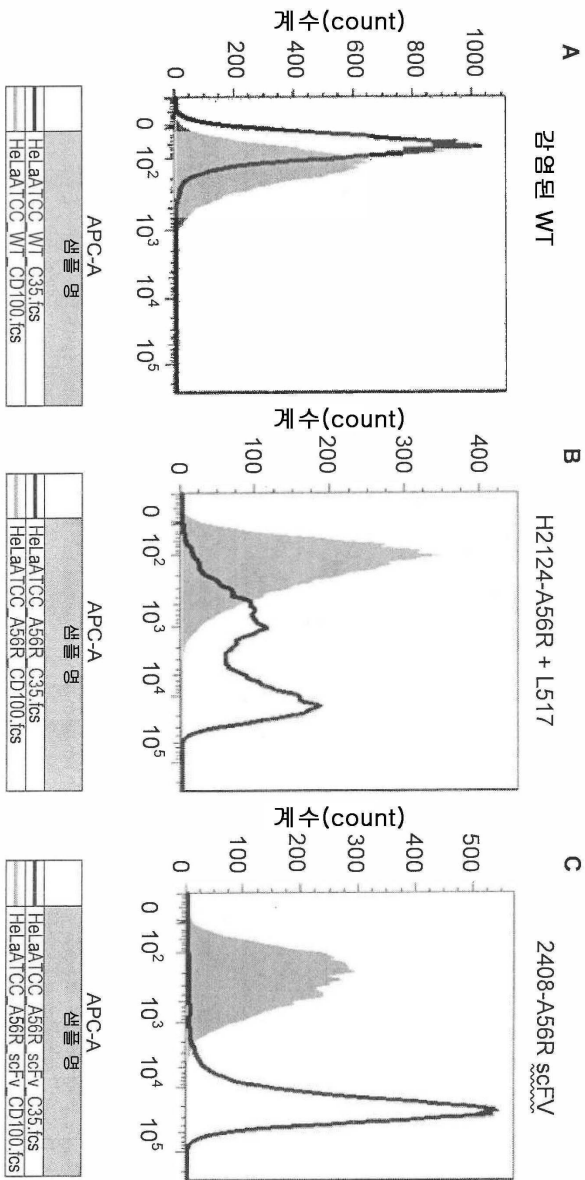 A
감염된 WT
계수(count)
1000
800
600
400
200
0
0 10² 10³ 10⁴ 10⁵
APC-A
샘플 명
HeLaATCC_WT_C35.fcs
HeLaATCC_WT_CD100.fcs
B
H2124-A56R + L517
계수(count)
400
300
200
100
0
0 10² 10³ 10⁴ 10⁵
APC-A
샘플 명
HeLaATCC_A56R_C35.fcs
HeLaATCC_A56R_CD100.fcs
C
2408-A56R scFV
계수(count)
500
400
300
200
100
0
0 10² 10³ 10⁴ 10⁵
APC-A
샘플 명
HeLaATCC_A56R_scFv_C35.fcs
HeLaATCC_A56R_scFv_CD100.fcs